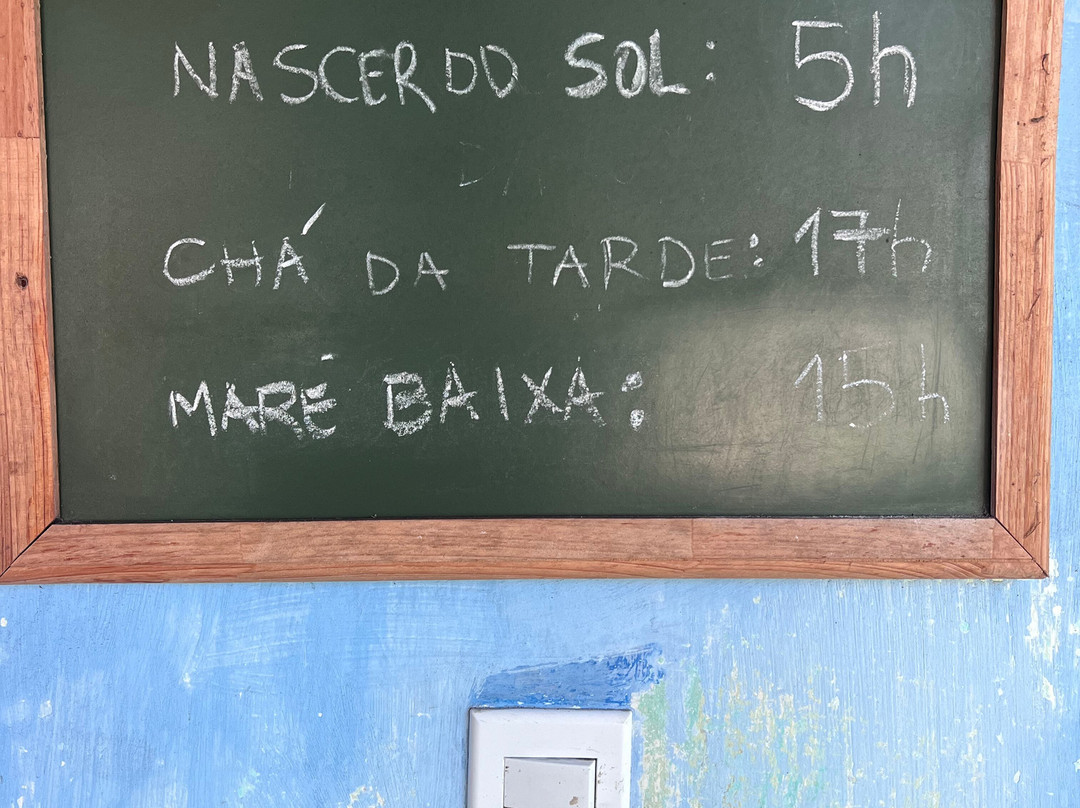 NASCER DO SOL: 5h
CHÁ DA TARDE: 17h
MARÉ BAIXA: 15h